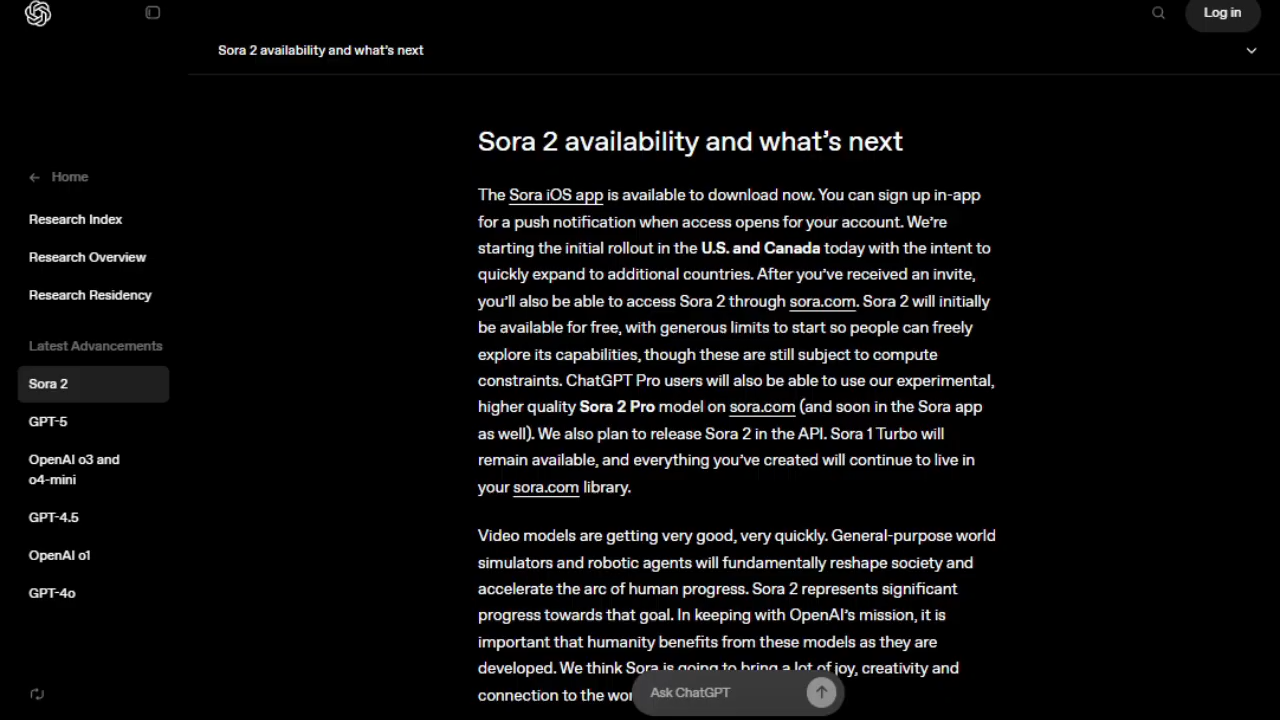 Log in
Sora 2 availability and what's next
← Home
Research Index
Research Overview
Research Residency
Latest Advancements
Sora 2
GPT-5
OpenAI o3 and
o4-mini
GPT-4.5
OpenAI o1
GPT-4o
Sora 2 availability and what's next
The Sora iOS app is available to download now. You can sign up in-app
for a push notification when access opens for your account. We're
starting the initial rollout in the U.S. and Canada today with the intent to
quickly expand to additional countries. After you've received an invite,
you'll also be able to access Sora 2 through sora.com. Sora 2 will initially
be available for free, with generous limits to start so people can freely
explore its capabilities, though these are still subject to compute
constraints. ChatGPT Pro users will also be able to use our experimental,
higher quality Sora 2 Pro model on sora.com (and soon in the Sora app
as well). We also plan to release Sora 2 in the API. Sora 1 Turbo will
remain available, and everything you've created will continue to live in
your sora.com library.
Video models are getting very good, very quickly. General-purpose world
simulators and robotic agents will fundamentally reshape society and
accelerate the arc of human progress. Sora 2 represents significant
progress towards that goal. In keeping with OpenAI's mission, it is
important that humanity benefits from these models as they are
developed. We think Sora is going to bring a lot of joy, creativity and
connection to the
Ask ChatGPT